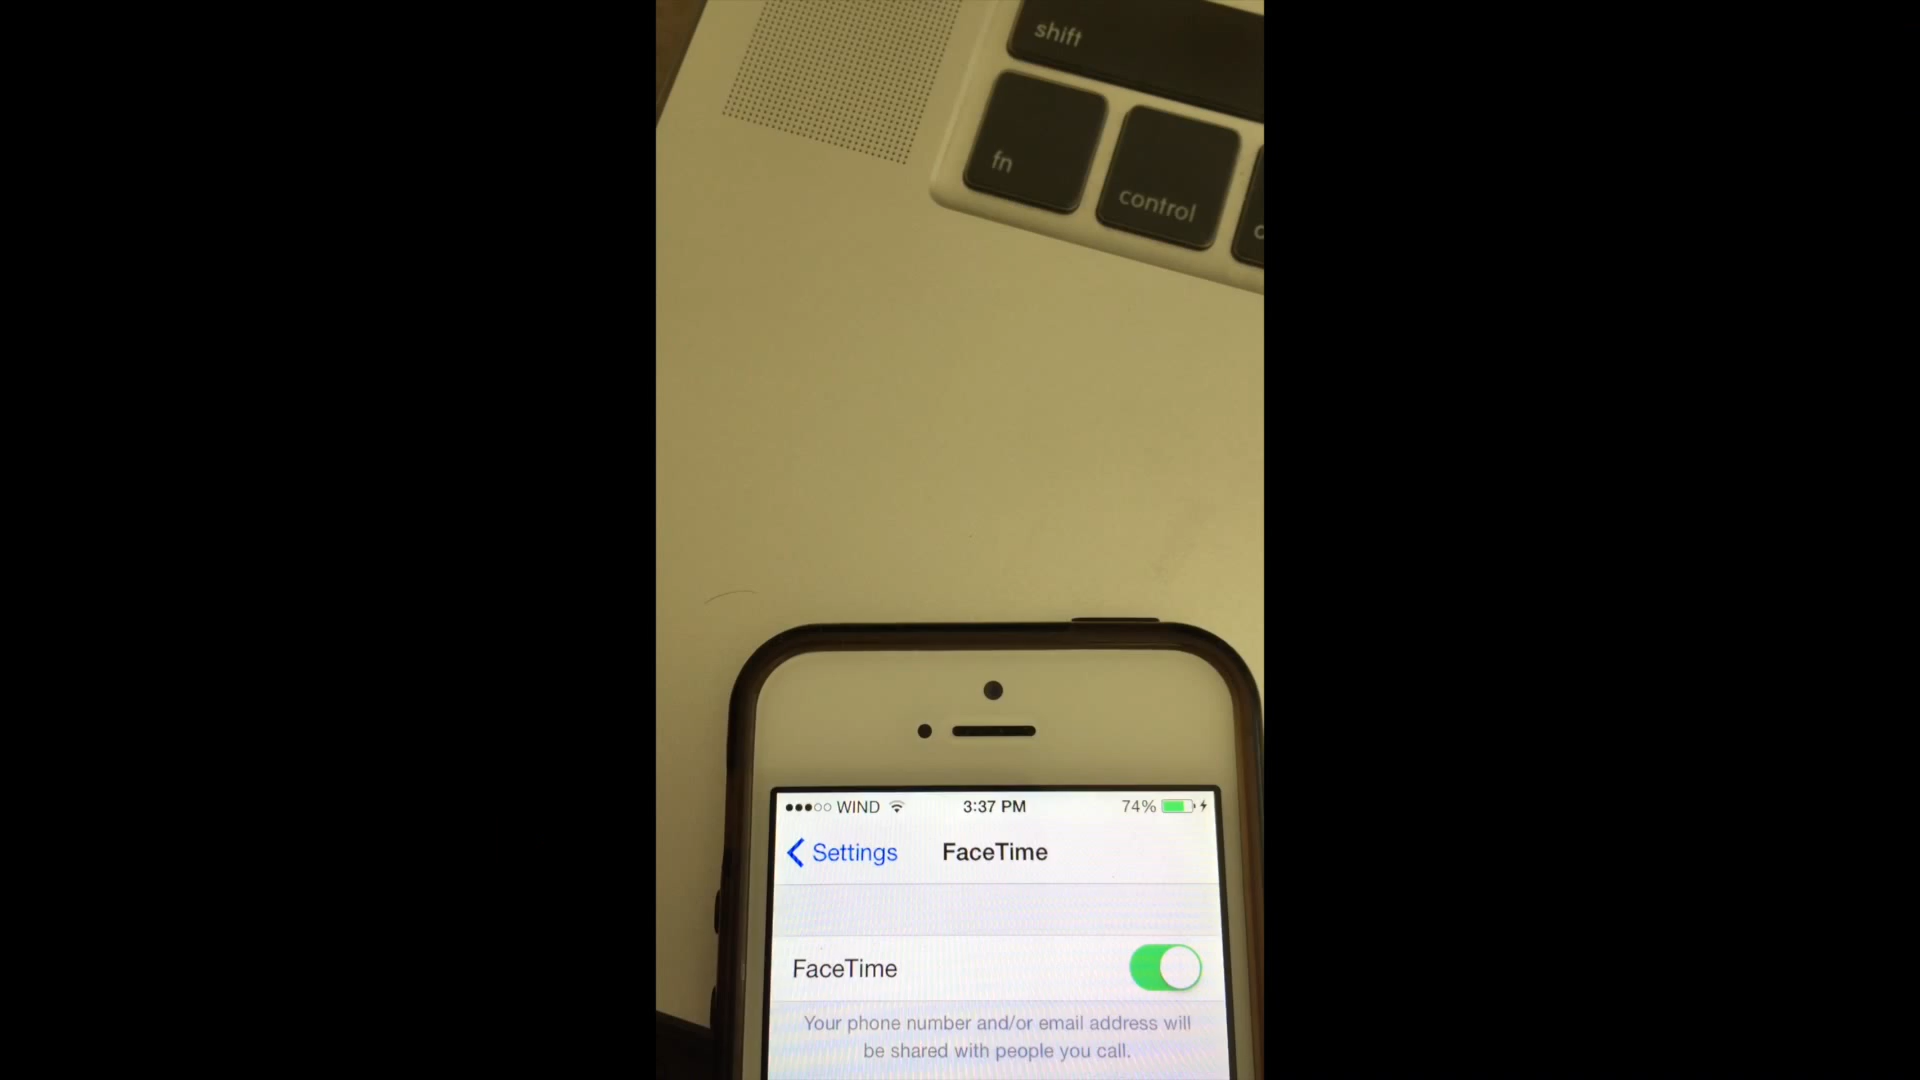 shift
fn
control
WIND 3:37 PM 74%
Settings FaceTime
FaceTime
Your phone number and/or email address will
be shared with people you call.